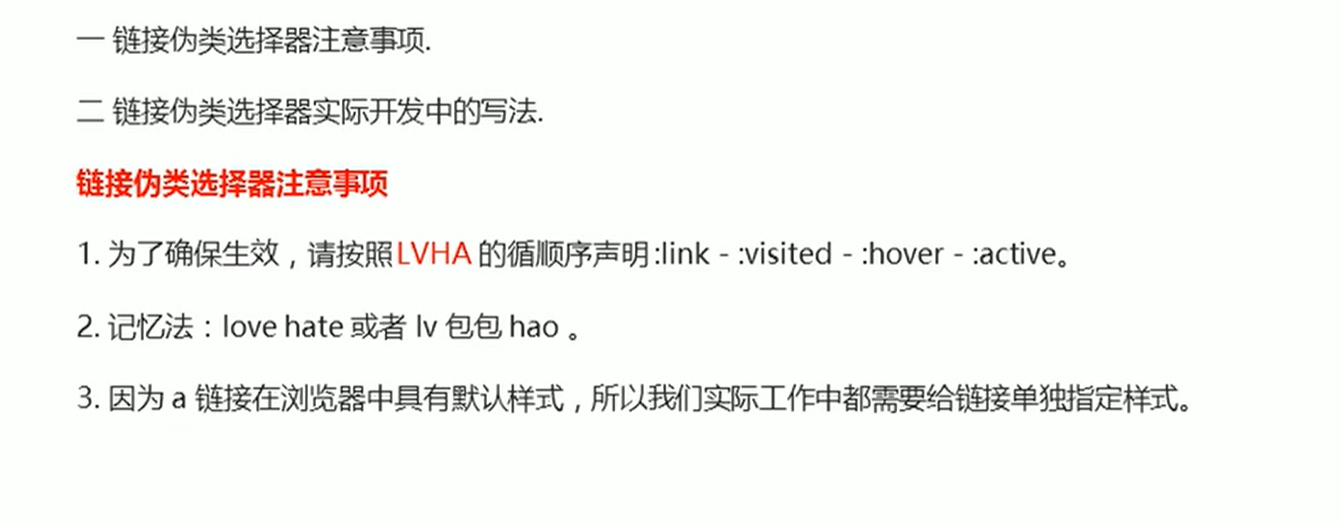 一 链接伪类选择器注意事项.
二 链接伪类选择器实际开发中的写法.
链接伪类选择器注意事项
1. 为了确保生效，请按照LVHA 的循顺序声明:link - :visited - :hover - :active。
2. 记忆法：love hate 或者 lv 包包 hao 。
3. 因为 a 链接在浏览器中具有默认样式，所以我们实际工作中都需要给链接单独指定样式。